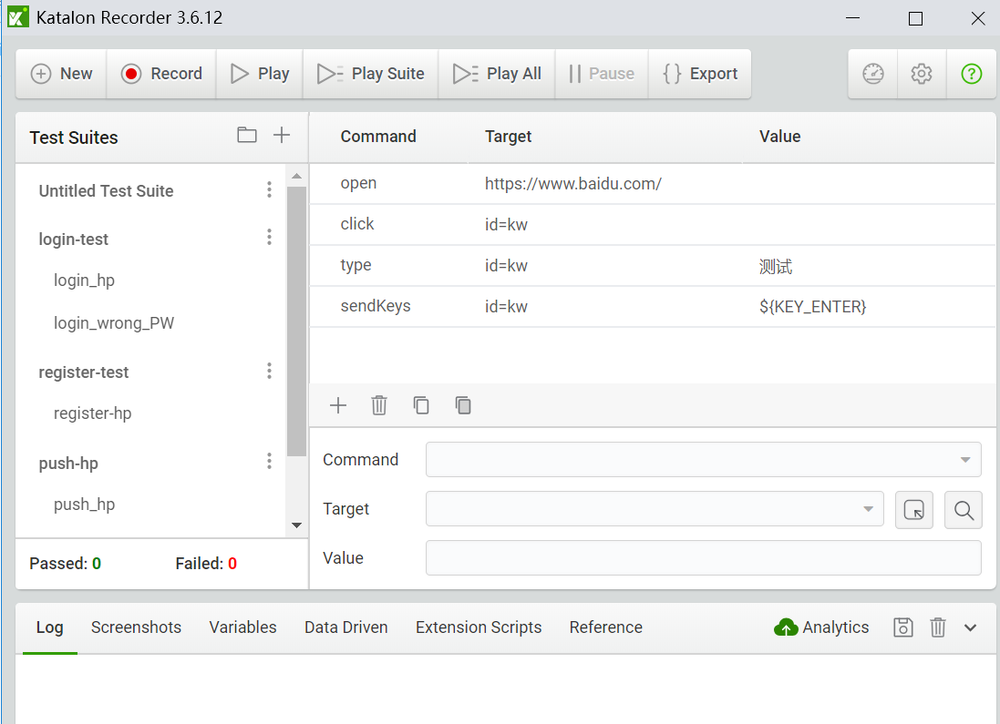 Katalon Recorder 3.6.12
New Record Play Play Suite Play All Pause Export
Test Suites
Untitled Test Suite
login-test
login_hp
login_wrong_PW
register-test
register-hp
push-hp
push_hp
Passed: 0 Failed: 0
Command Target Value
open https://www.baidu.com/
click id=kw
type id=kw 测试
sendKeys id=kw ${KEY_ENTER}
Command
Target
Value
Log Screenshots Variables Data Driven Extension Scripts Reference Analytics